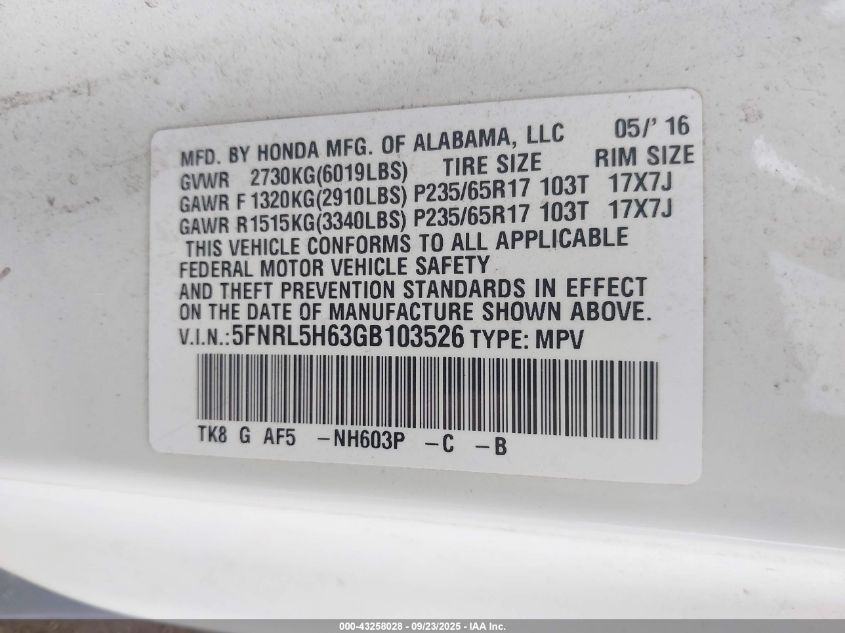 MFD. BY HONDA MFG. OF ALABAMA, LLC 05/' 16
GVWR 2730KG(6019LBS) TIRE SIZE RIM SIZE
GAWR F 1320KG(2910LBS) P235/65R17 103T 17X7J
GAWR R1515KG(3340LBS) P235/65R17 103T 17X7J
THIS VEHICLE CONFORMS TO ALL APPLICABLE
FEDERAL MOTOR VEHICLE SAFETY
AND THEFT PREVENTION STANDARDS IN EFFECT
ON THE DATE OF MANUFACTURE SHOWN ABOVE.
V.I.N.:5FNRL5H63GB103526 TYPE: MPV
TK8 G AF5 -NH603P -C -B
000-43258028 - 09/23/2025 - IAA Inc.